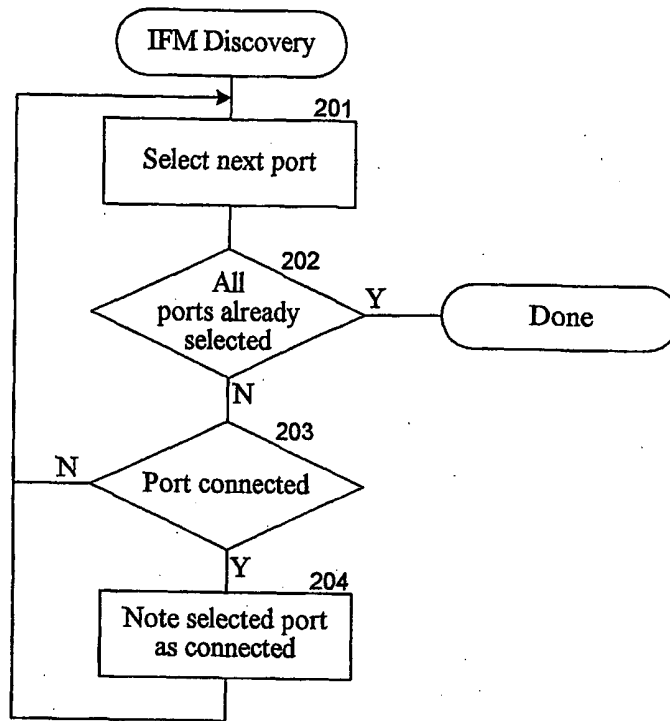 IFM Discovery
201
Select next port
202
All
ports already
selected
Y
Done
N
203
N
Port connected
Y
204
Note selected port
as connected